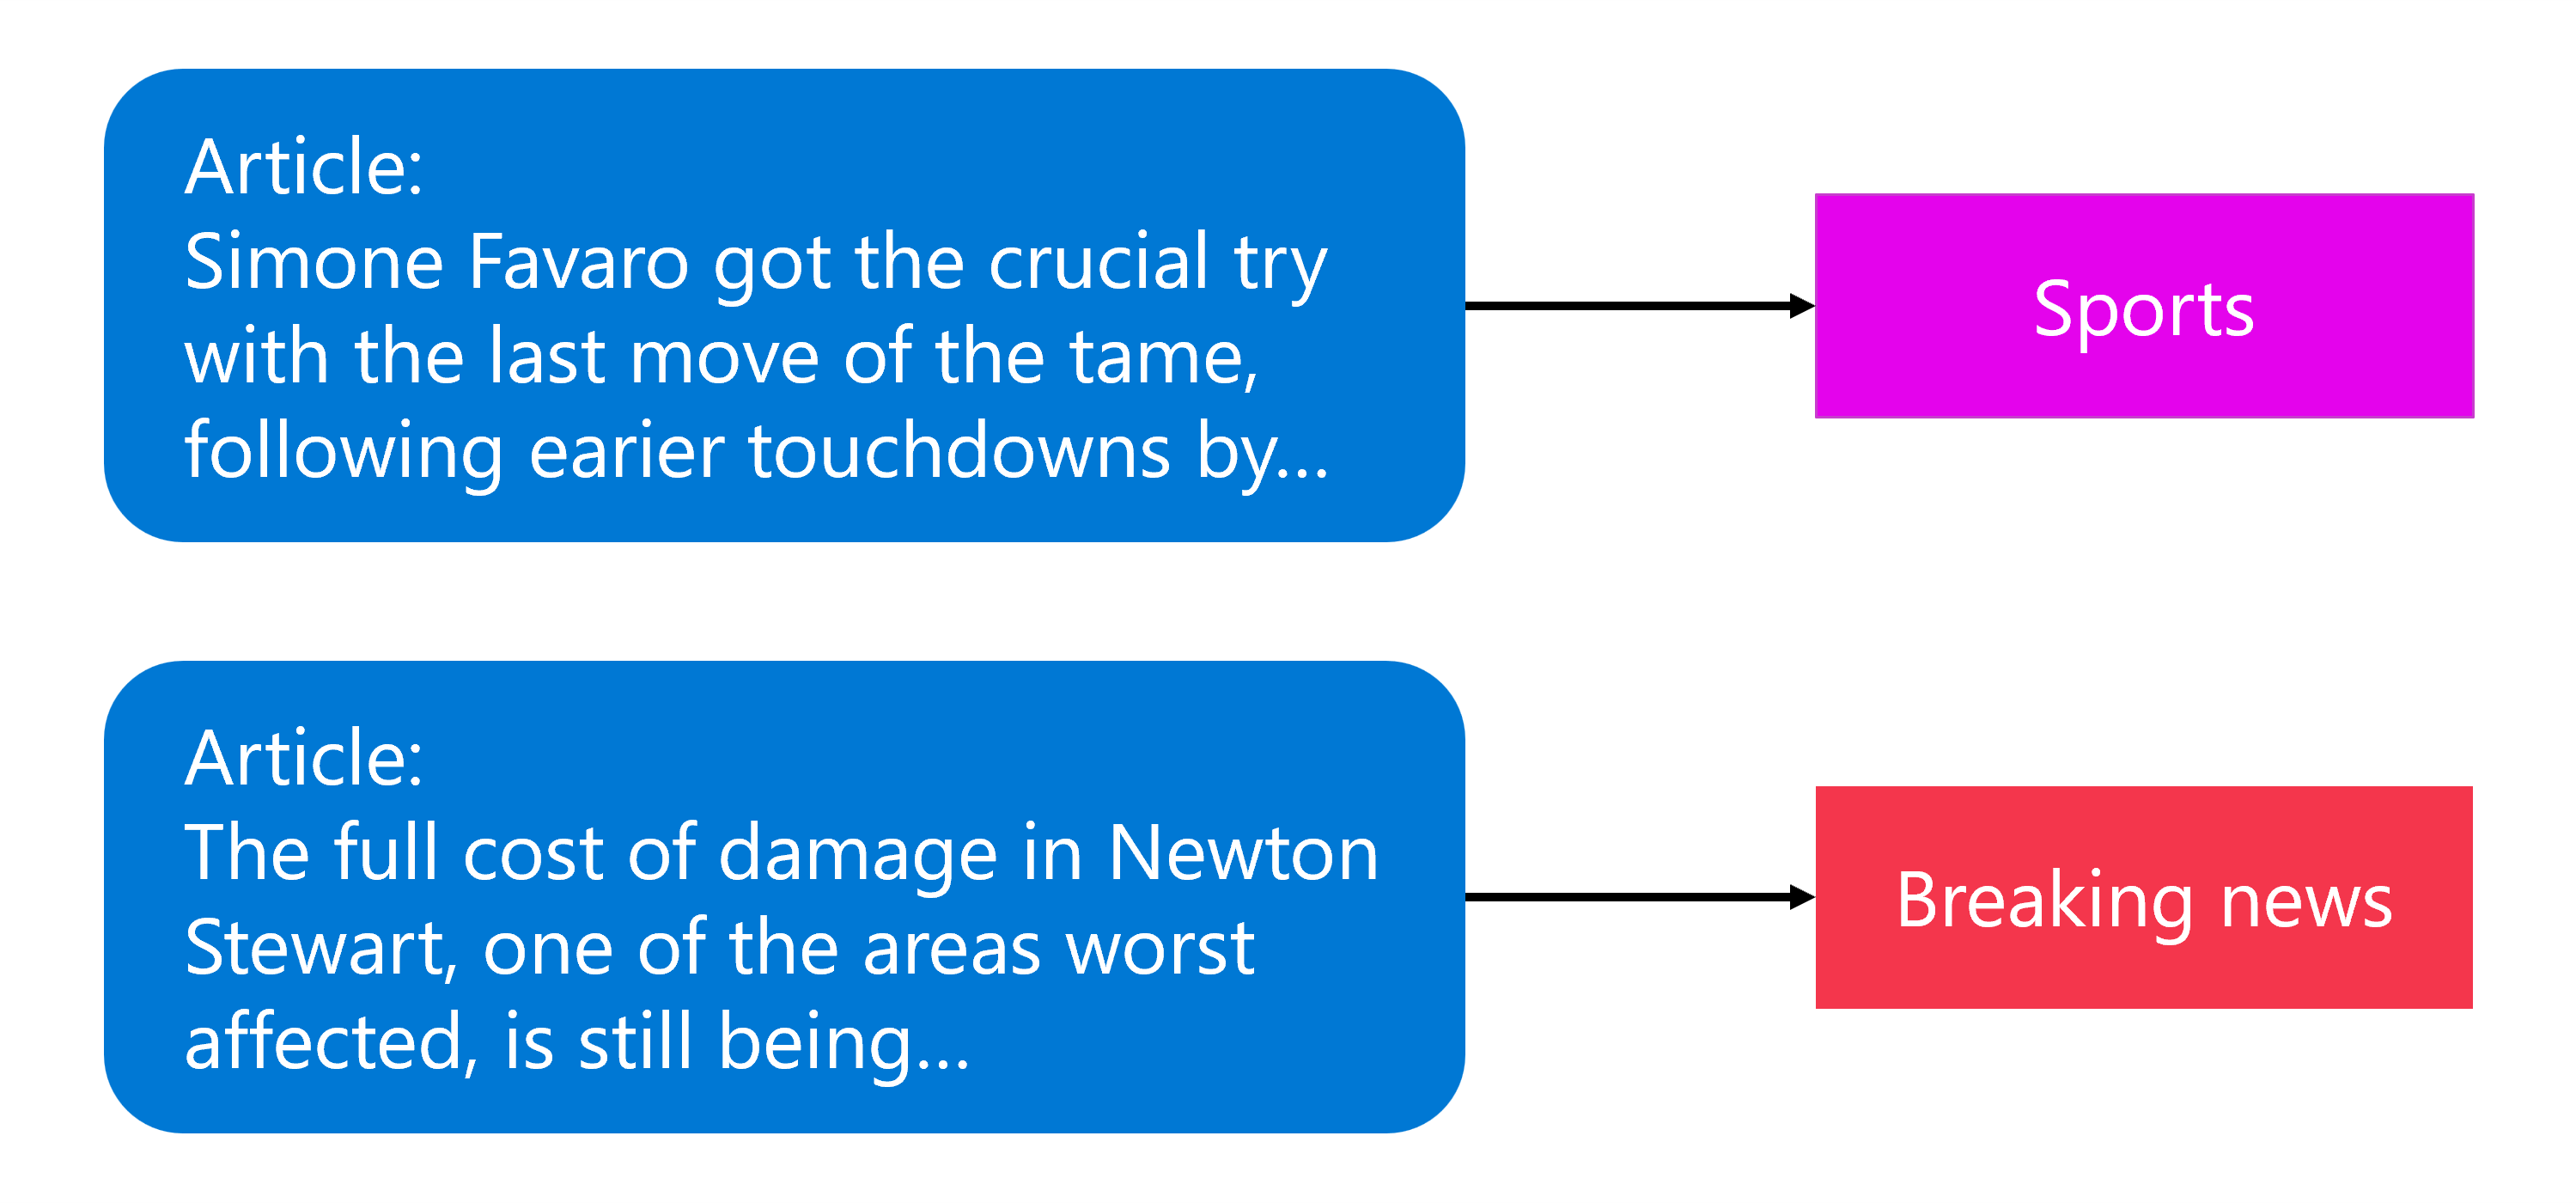 Article:
Simone Favaro got the crucial try
with the last move of the tame,
following earier touchdowns by...
Sports
Article:
The full cost of damage in Newton
Stewart, one of the areas worst
affected, is still being...
Breaking news